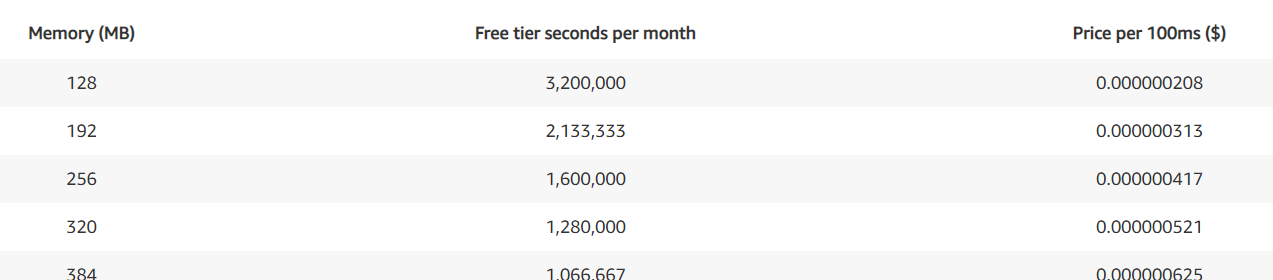 Memory (MB) Free tier seconds per month Price per 100ms ($)
128 3,200,000 0.000000208
192 2,133,333 0.000000313
256 1,600,000 0.000000417
320 1,280,000 0.000000521
384 1,066,667 0.000000625